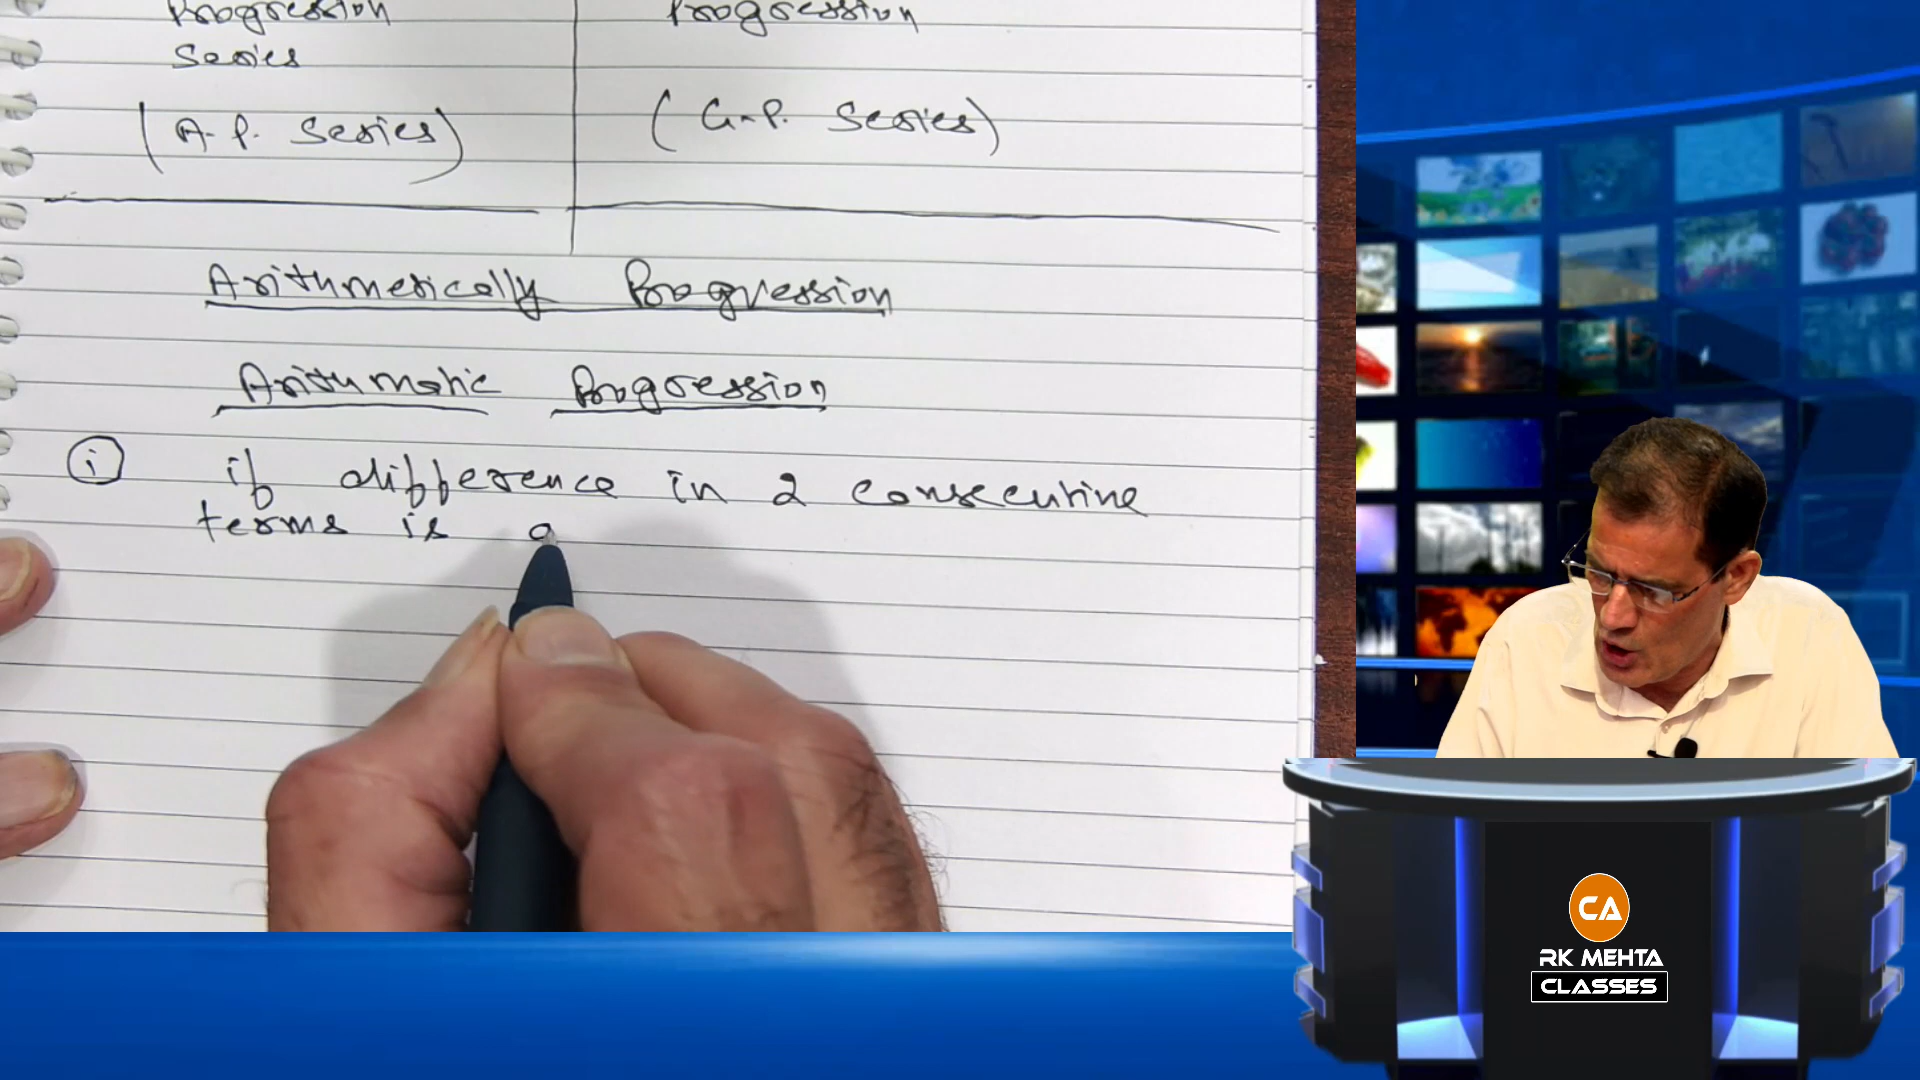 Progression Progression
Series
(A.P. Series) (G.P. Series)
Arithmetically Progression
Arithmatic Progression
i if difference in 2 consecutive
terms is a
CA
RK MEHTA
CLASSES